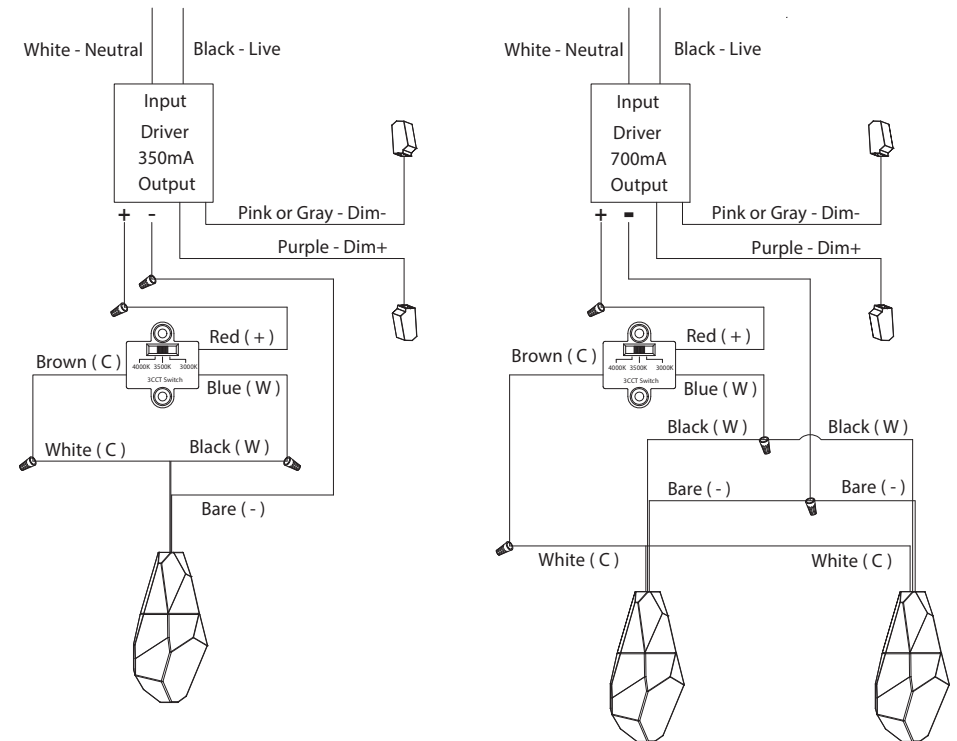 White - Neutral
Black - Live
Input
Driver
350mA
Output
+ -
Pink or Gray - Dim-
Purple - Dim+
Red ( + )
Brown ( C )
4000K 3500K 3000K
3CCT Switch
Blue ( W )
White ( C )
Black ( W )
Bare ( - )
White - Neutral
Black - Live
Input
Driver
700mA
Output
+ -
Pink or Gray - Dim-
Purple - Dim+
Red ( + )
Brown ( C )
4000K 3500K 3000K
3CCT Switch
Blue ( W )
Black ( W )
Black ( W )
Bare ( - )
Bare ( - )
White ( C )
White ( C )